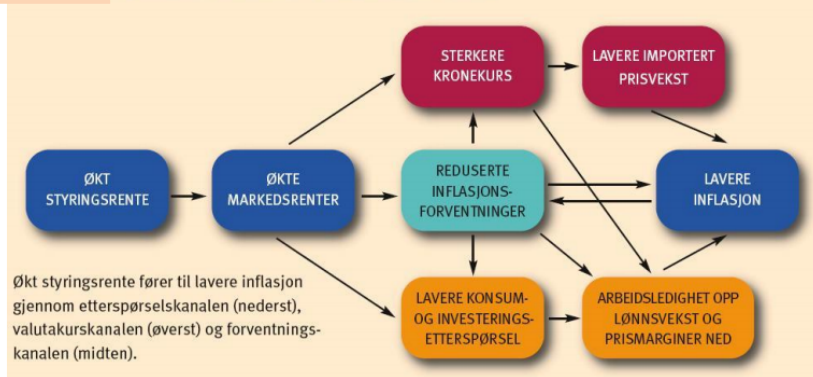 STERKERE
KRONEKURS
LAVERE IMPORTERT
PRISVEKST
ØKT
STYRINGSRENTE
ØKTE
MARKEDSRENTER
REDUSERTE
INFLASJONS-
FORVENTNINGER
LAVERE
INFLASJON
LAVERE KONSUM-
OG INVESTERINGS-
ETTERSPØRSEL
ARBEIDSLEDIGHET OPP
LØNNSVEKST OG
PRISMARGINER NED
Økt styringsrente fører til lavere inflasjon
gjennom etterspørselskanalen (nederst),
valutakurskanalen (øverst) og forventnings-
kanalen (midten).